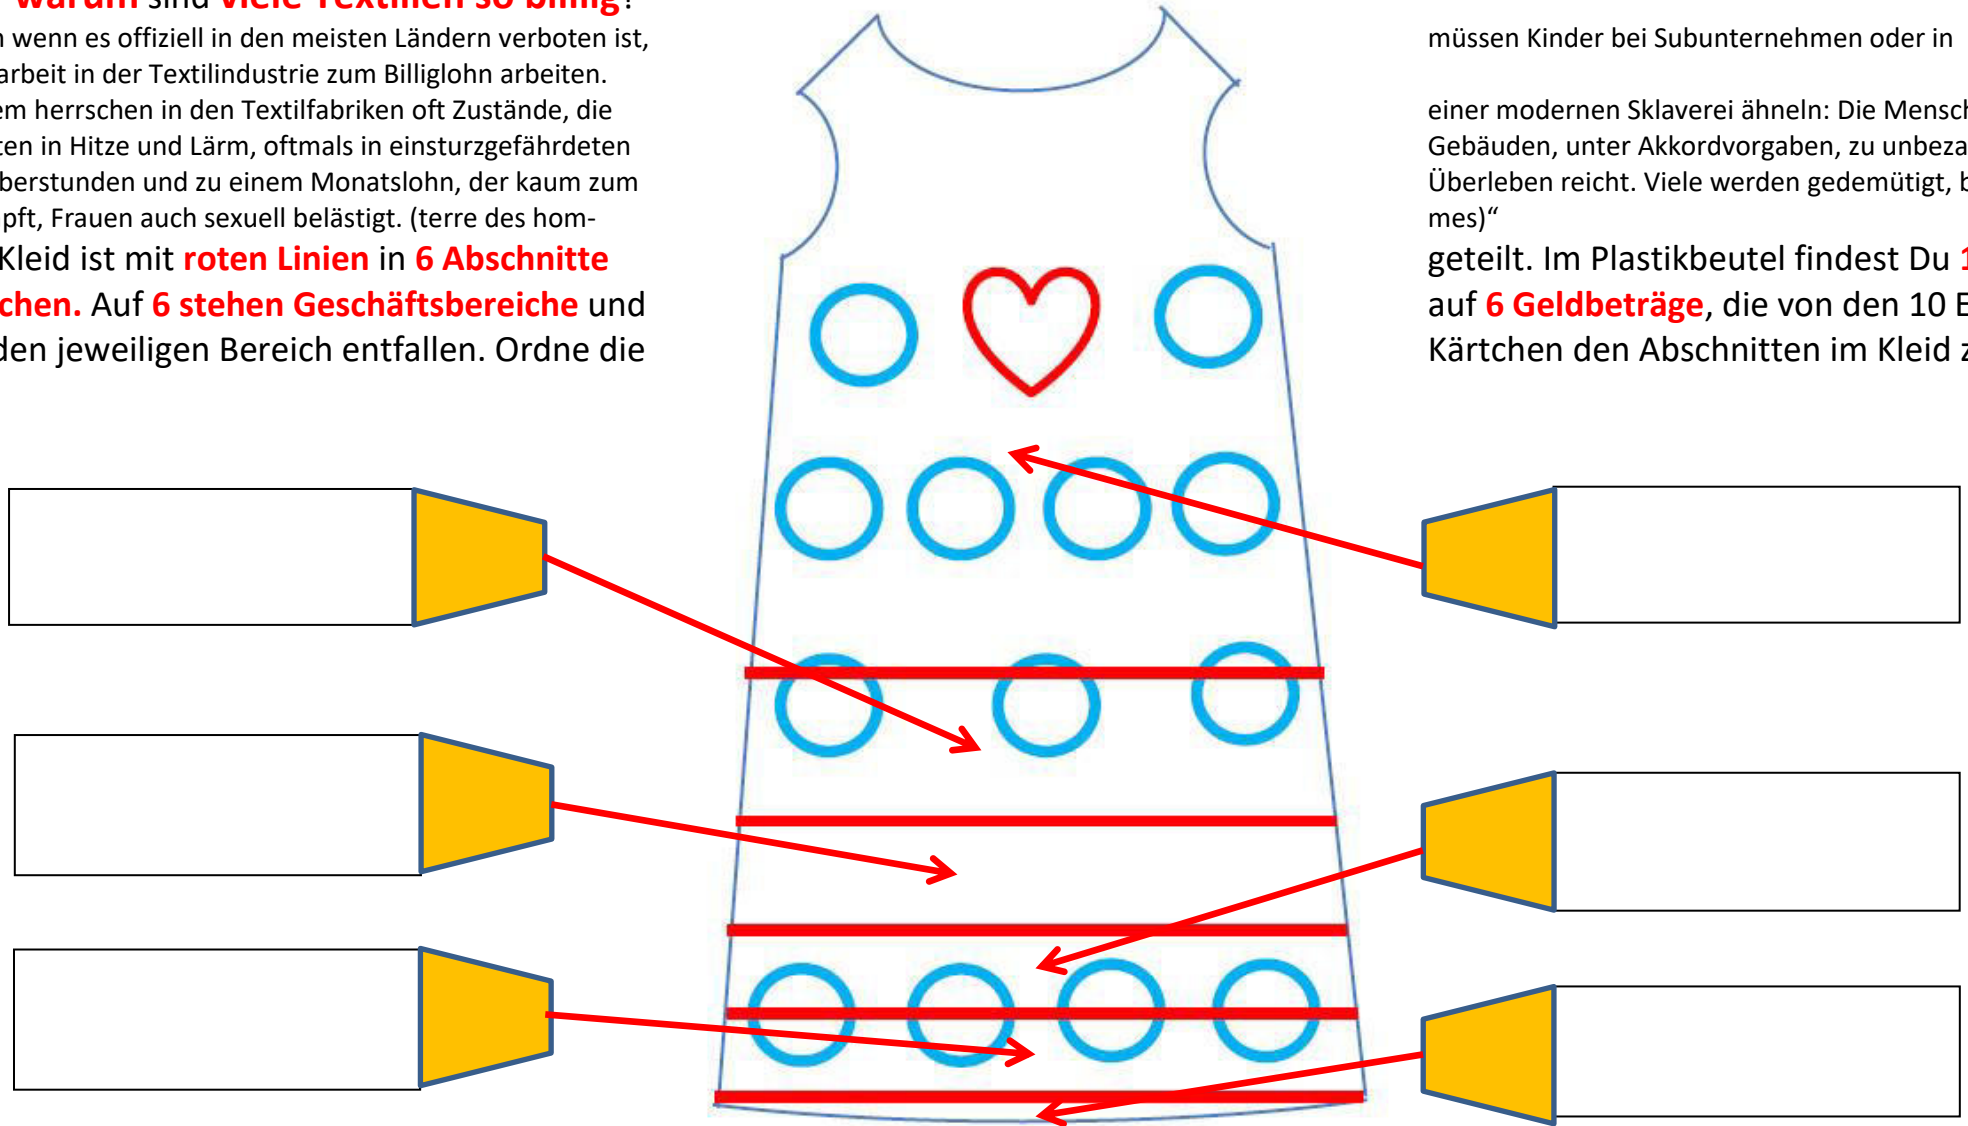 warum sind viele Textilien so billig?
wenn es offiziell in den meisten Ländern verboten ist,
arbeit in der Textilindustrie zum Billiglohn arbeiten.
em herrschen in den Textilfabriken oft Zustände, die
ten in Hitze und Lärm, oftmals in einsturzgefährdeten
berstunden und zu einem Monatslohn, der kaum zum
pft, Frauen auch sexuell belästigt. (terre des hom-
Kleid ist mit roten Linien in 6 Abschnitte
chen. Auf 6 stehen Geschäftsbereiche und
den jeweiligen Bereich entfallen. Ordne die
müssen Kinder bei Subunternehmen oder in
einer modernen Sklaverei ähneln: Die Mensch
Gebäuden, unter Akkordvorgaben, zu unbeza
Überleben reicht. Viele werden gedemütigt, b
mes)“
geteilt. Im Plastikbeutel findest Du 1
auf 6 Geldbeträge, die von den 10 E
Kärtchen den Abschnitten im Kleid z